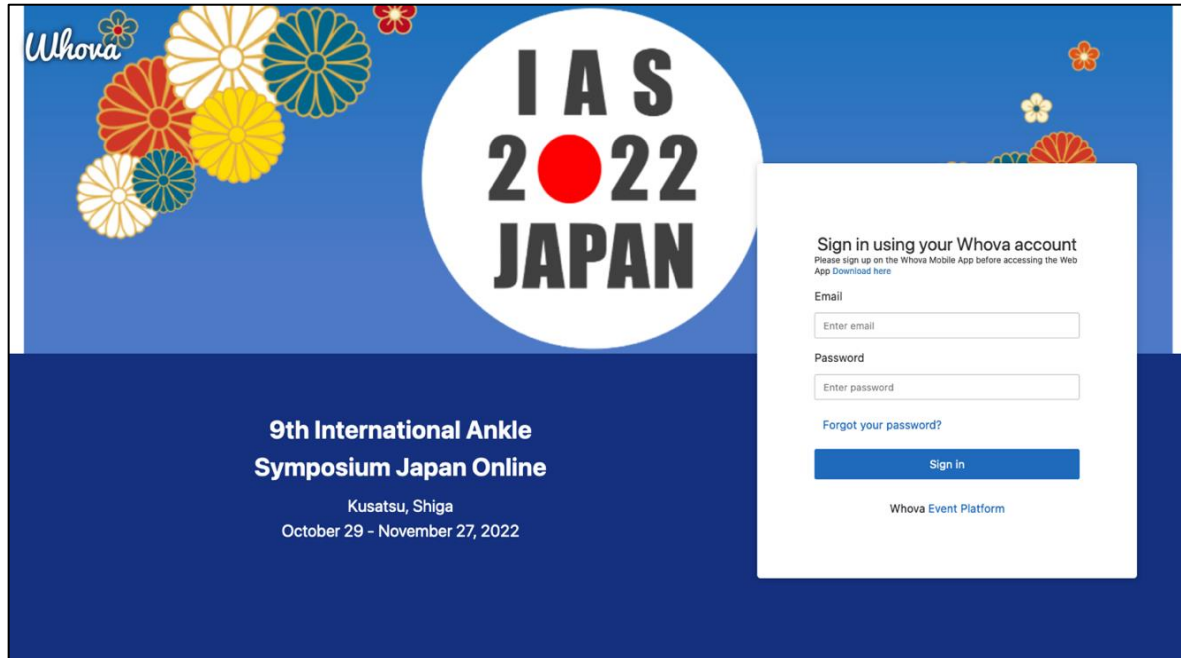 Whova
I A S
2022
JAPAN
9th International Ankle
Symposium Japan Online
Kusatsu, Shiga
October 29 - November 27, 2022
Sign in using your Whova account
Please sign up on the Whova Mobile App before accessing the Web
App Download here
Email
Enter email
Password
Enter password
Forgot your password?
Sign in
Whova Event Platform